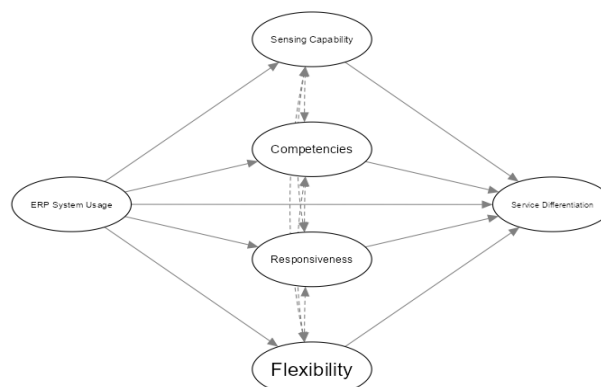 Sensing Capability
Competencies
ERP System Usage
Service Differentiation
Responsiveness
Flexibility